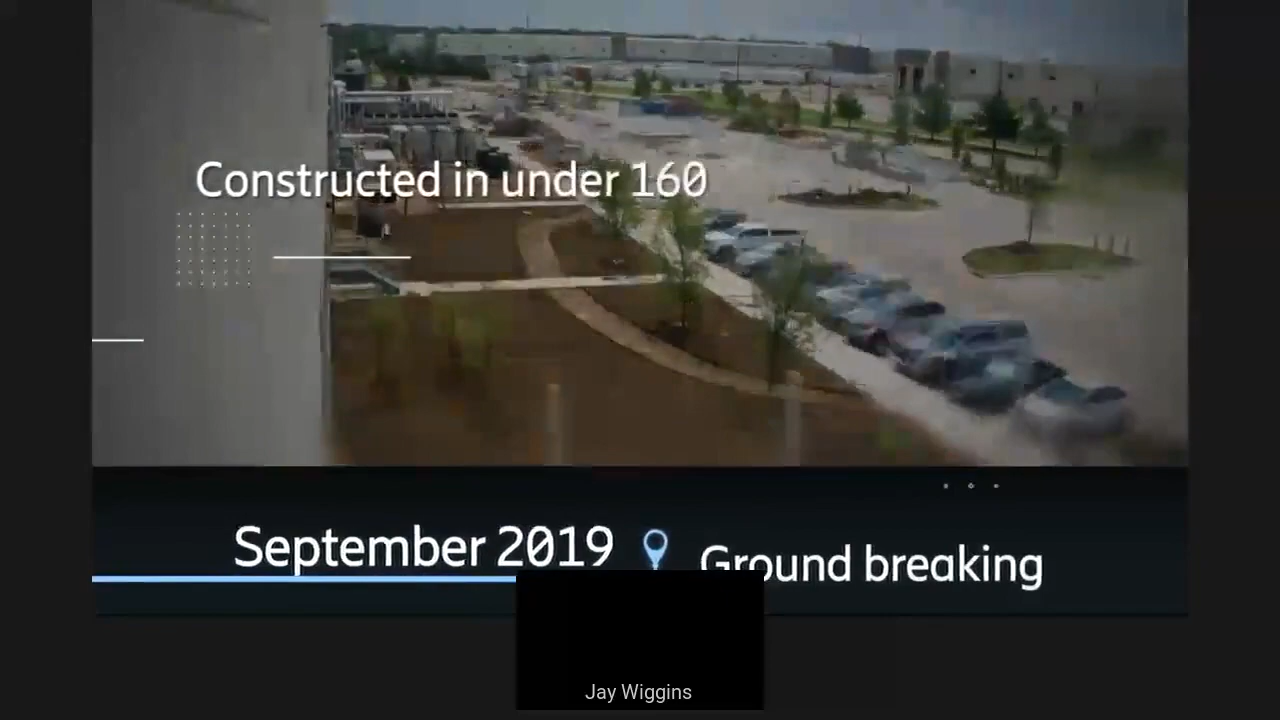 Constructed in under 160
September 2019
Ground breaking
Jay Wiggins